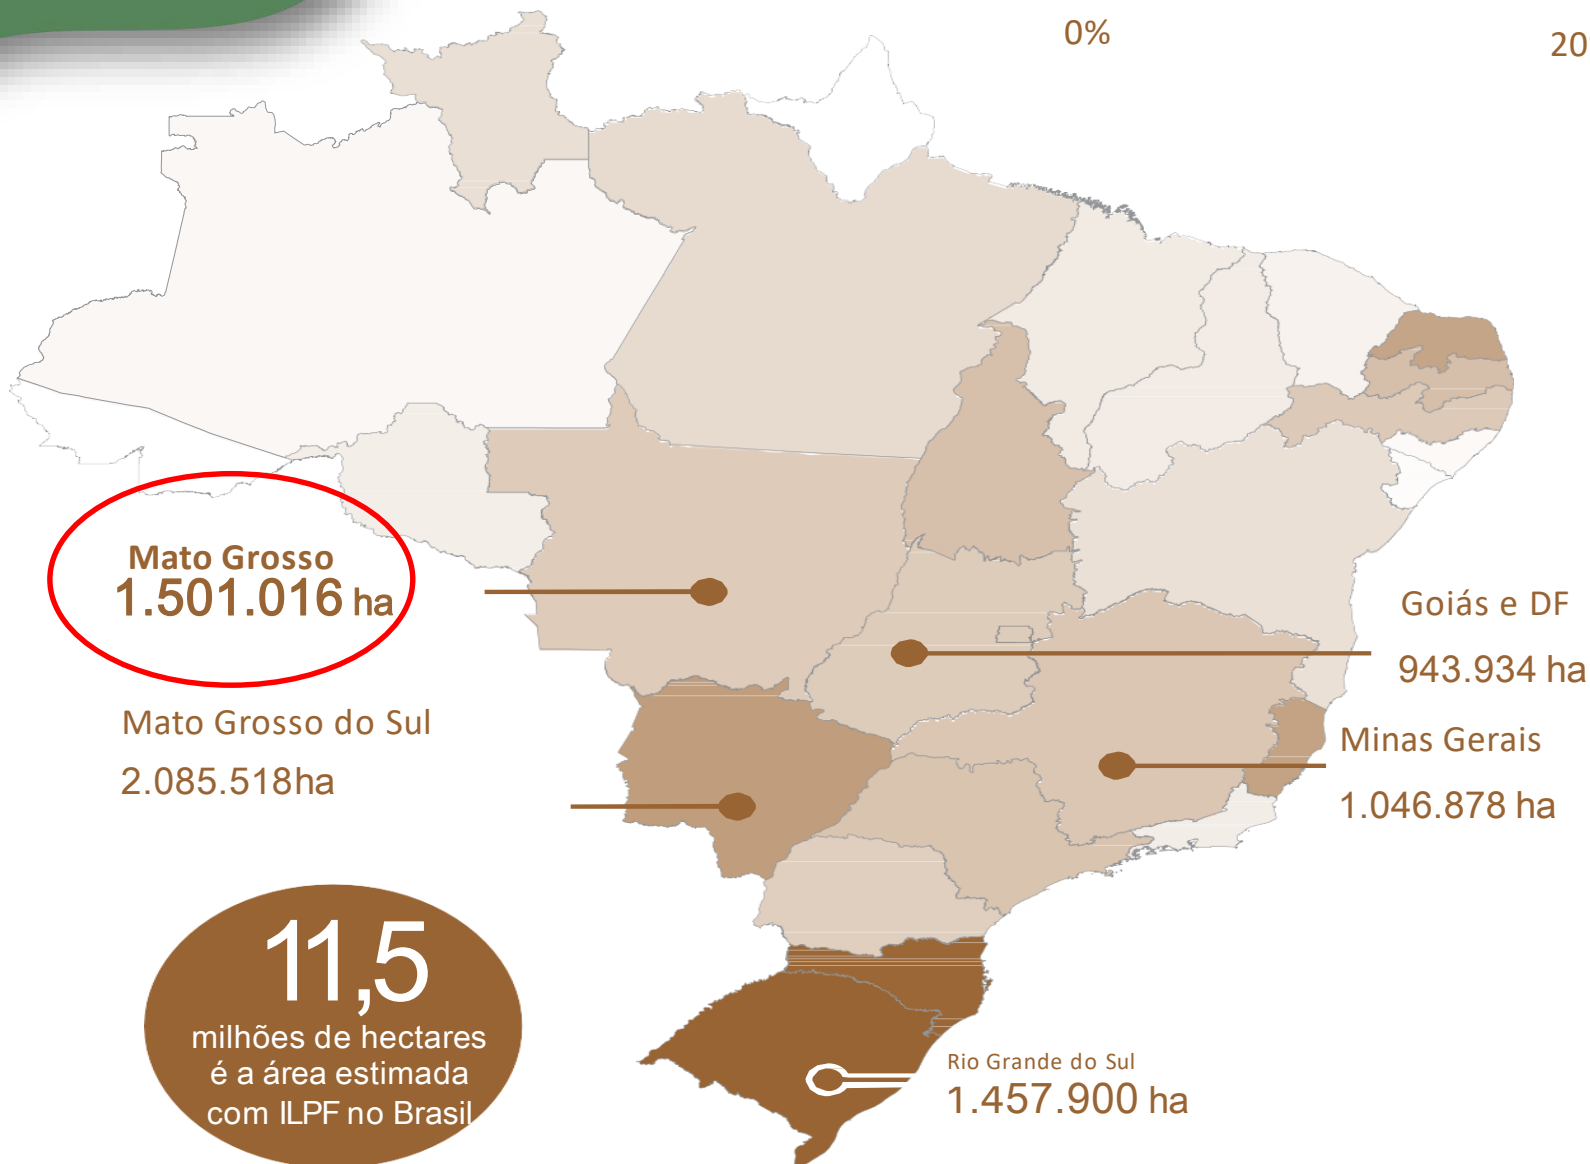 0%
20
Mato Grosso
1.501.016 ha
Mato Grosso do Sul
2.085.518ha
Goiás e DF
943.934 ha
Minas Gerais
1.046.878 ha
11,5
milhões de hectares
é a área estimada
com ILPF no Brasil
Rio Grande do Sul
1.457.900 ha